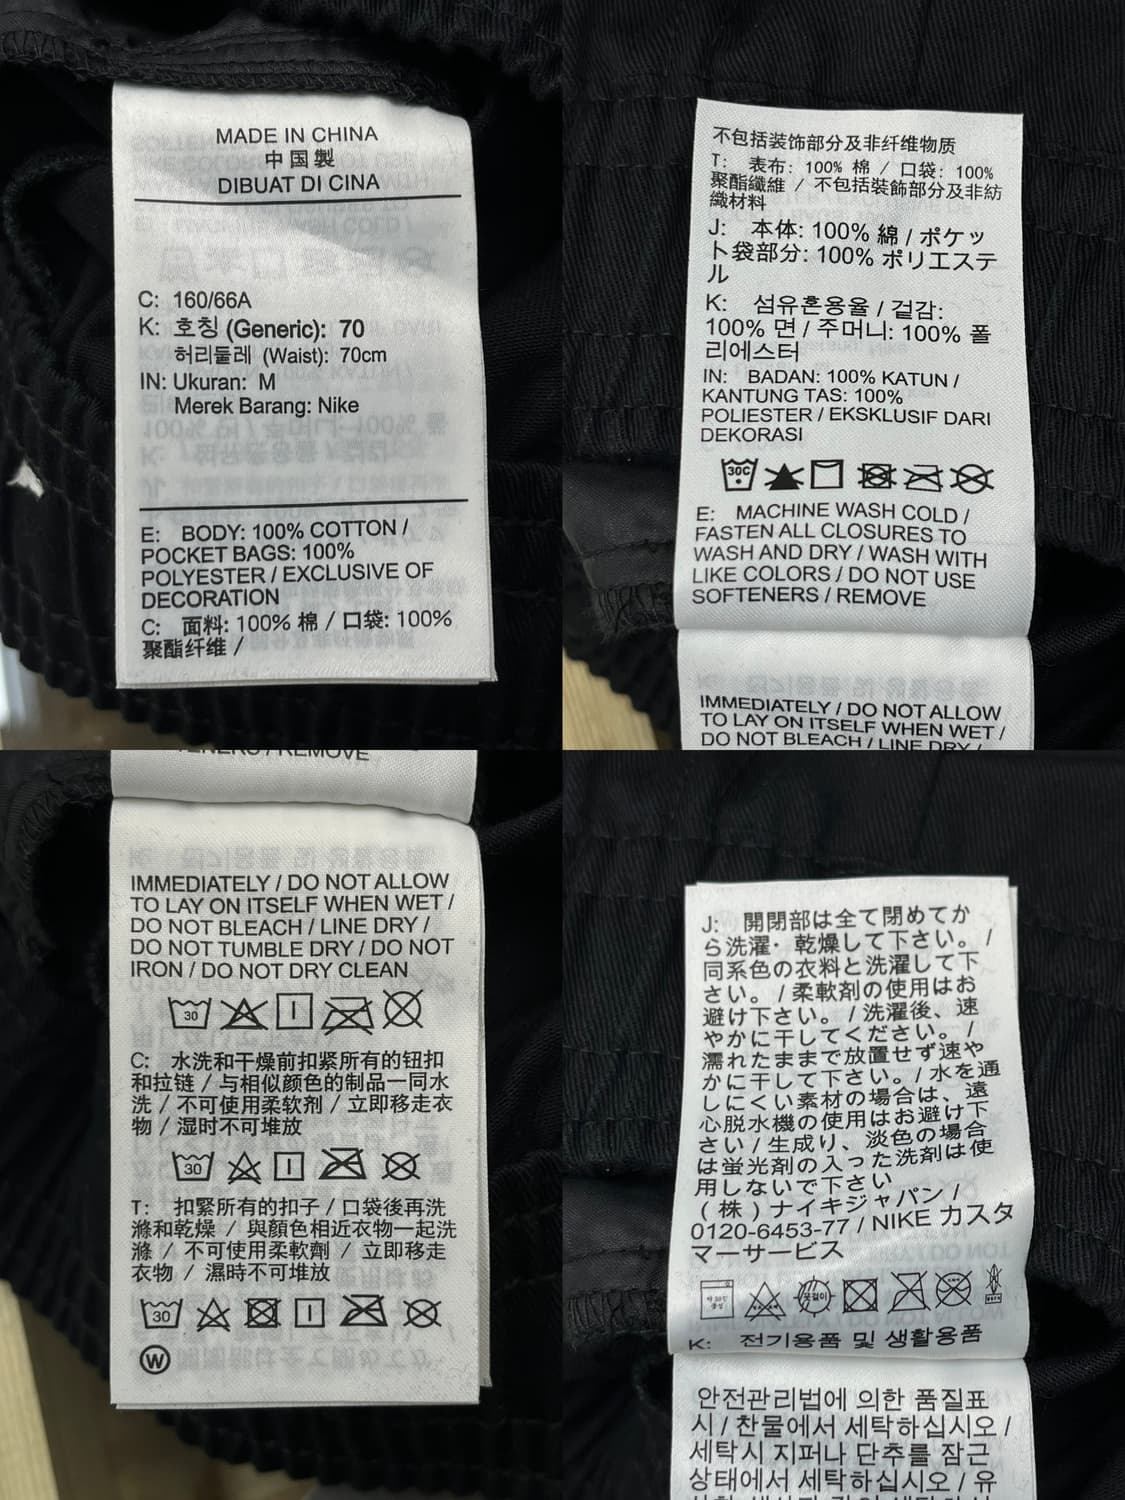 MADE IN CHINA
中国製
DIBUAT DI CINA
C: 160/66A
K: 호칭 (Generic): 70
허리둘레 (Waist): 70cm
IN: Ukuran: M
Merek Barang: Nike
E: BODY: 100% COTTON /
POCKET BAGS: 100%
POLYESTER / EXCLUSIVE OF
DECORATION
C: 面料: 100% 棉 / 口袋: 100%
聚酯纤维 /
不包括装饰部分及非纤维物质
T: 表布: 100% 棉 / 口袋: 100%
聚酯纖維 / 不包括裝飾部分及非紡
織材料
J: 本体: 100% 綿 / ポケッ
ト袋部分: 100% ポリエステ
ル
K: 섬유혼용율 / 겉감:
100% 면 / 주머니: 100% 폴
리에스터
IN: BADAN: 100% KATUN /
KANTUNG TAS: 100%
POLIESTER / EKSKLUSIF DARI
DEKORASI
30C
E: MACHINE WASH COLD /
FASTEN ALL CLOSURES TO
WASH AND DRY / WASH WITH
LIKE COLORS / DO NOT USE
SOFTENERS / REMOVE
IMMEDIATELY / DO NOT ALLOW
TO LAY ON ITSELF WHEN WET /
DO NOT BLEACH / LINE DRY /
IMMEDIATELY / DO NOT ALLOW
TO LAY ON ITSELF WHEN WET /
DO NOT BLEACH / LINE DRY /
DO NOT TUMBLE DRY / DO NOT
IRON / DO NOT DRY CLEAN
30
C: 水洗和干燥前扣紧所有的钮扣
和拉链 / 与相似颜色的制品一同水
洗 / 不可使用柔软剂 / 立即移走衣
物 / 湿时不可堆放
30
T: 扣緊所有的扣子 / 口袋後再洗
滌和乾燥 / 與顏色相近衣物一起洗
滌 / 不可使用柔軟劑 / 立即移走
衣物 / 濕時不可堆放
30
W
J: 開閉部は全て閉めてか
ら洗濯・乾燥して下さい。 /
同系色の衣料と洗濯して下
さい。 / 柔軟剤の使用はお
避け下さい。 / 洗濯後、速
やかに干してください。 /
濡れたままで放置せず速や
かに干して下さい。 / 水を通
しにくい素材の場合は、遠
心脱水機の使用はお避け下
さい / 生成り、淡色の場合
は蛍光剤の入った洗剤は使
用しないで下さい
(株) ナイキジャパン /
0120-6453-77 / NIKE カスタ
マーサービス
옷걸이
K: 전기용품 및 생활용품
안전관리법에 의한 품질표
시 / 찬물에서 세탁하십시오 /
세탁시 지퍼나 단추를 잠근
상태에서 세탁하십시오 / 유